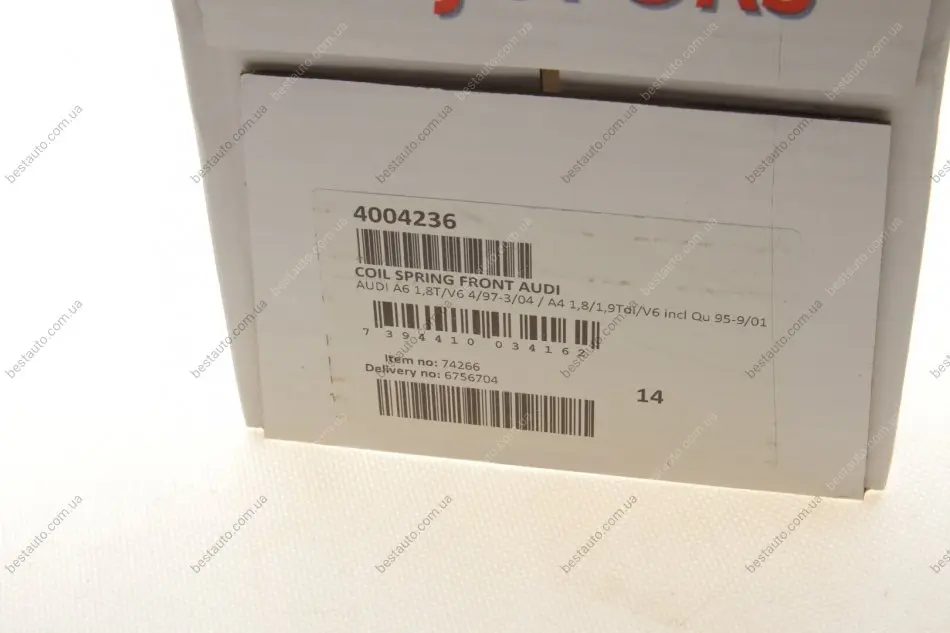 4004236
COIL SPRING FRONT AUDI
AUDI A6 1,8T/V6 4/97-3/04 / A4 1,8/1,9Tdi/V6 incl Qu 95-9/01
7 394410 034162
Item no: 74266
Delivery no: 6756704
14
bestauto.com.ua